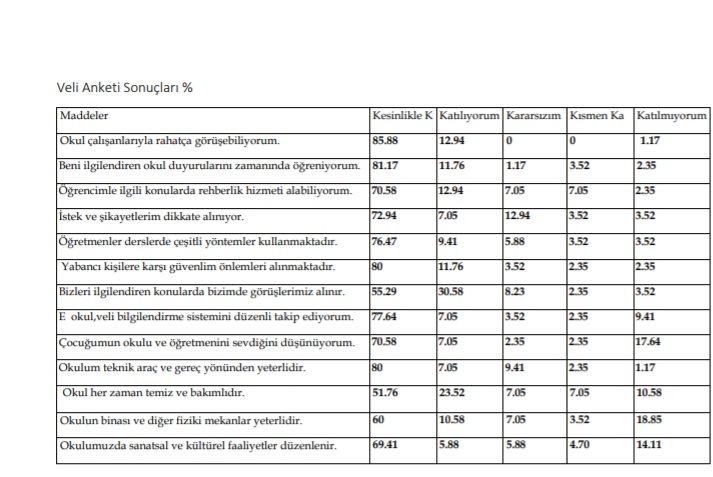 Veli Anketi Sonuçları %
Maddeler Kesinlikle K Katılıyorum Kararsızım Kısmen Ka Katılmıyorum
Okul çalışanlarıyla rahatça görüşebiliyorum. 85.88 12.94 0 0 1.17
Beni ilgilendiren okul duyurularını zamanında öğreniyorum. 81.17 11.76 1.17 3.52 2.35
Öğrencimle ilgili konularda rehberlik hizmeti alabiliyorum. 70.58 12.94 7.05 7.05 2.35
İstek ve şikayetlerim dikkate alınıyor. 72.94 7.05 12.94 3.52 3.52
Öğretmenler derslerde çeşitli yöntemler kullanmaktadır. 76.47 9.41 5.88 3.52 3.52
Yabancı kişilere karşı güvenlim önlemleri alınmaktadır. 80 11.76 3.52 2.35 2.35
Bizleri ilgilendiren konularda bizimde görüşlerimiz alınır. 55.29 30.58 8.23 2.35 3.52
E okul,veli bilgilendirme sistemini düzenli takip ediyorum. 77.64 7.05 3.52 2.35 9.41
Çocuğumun okulu ve öğretmenini sevdiğini düşünüyorum. 70.58 7.05 2.35 2.35 17.64
Okulum teknik araç ve gereç yönünden yeterlidir. 80 7.05 9.41 2.35 1.17
Okul her zaman temiz ve bakımlıdır. 51.76 23.52 7.05 7.05 10.58
Okulun binası ve diğer fiziki mekanlar yeterlidir. 60 10.58 7.05 3.52 18.85
Okulumuzda sanatsal ve kültürel faaliyetler düzenlenir. 69.41 5.88 5.88 4.70 14.11